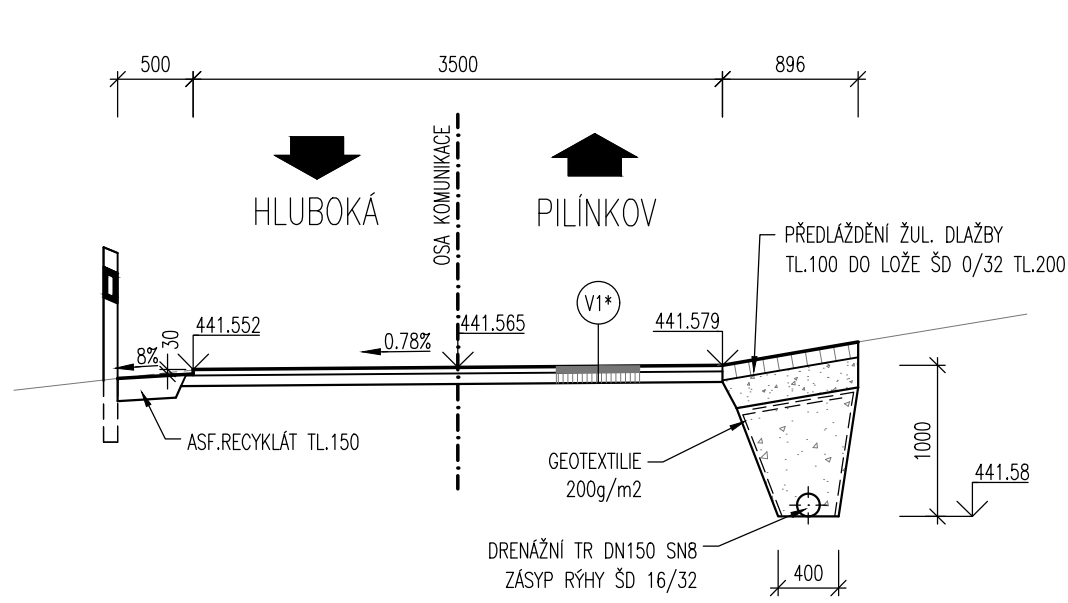 500
3500
896
OSA KOMUNIKACE
HLUBOKÁ
PILÍNKOV
PŘEDLÁŽDĚNÍ ŽUL. DLAŽBY
TL.100 DO LOŽE ŠD 0/32 TL.200
V1*
441.552
441.565
441.579
30
8%
0.78%
ASF.RECYKLÁT TL.150
GEOTEXTILIE
200g/m2
1000
441.58
DRENÁŽNÍ TR DN150 SN8
ZÁSYP RÝHY ŠD 16/32
400